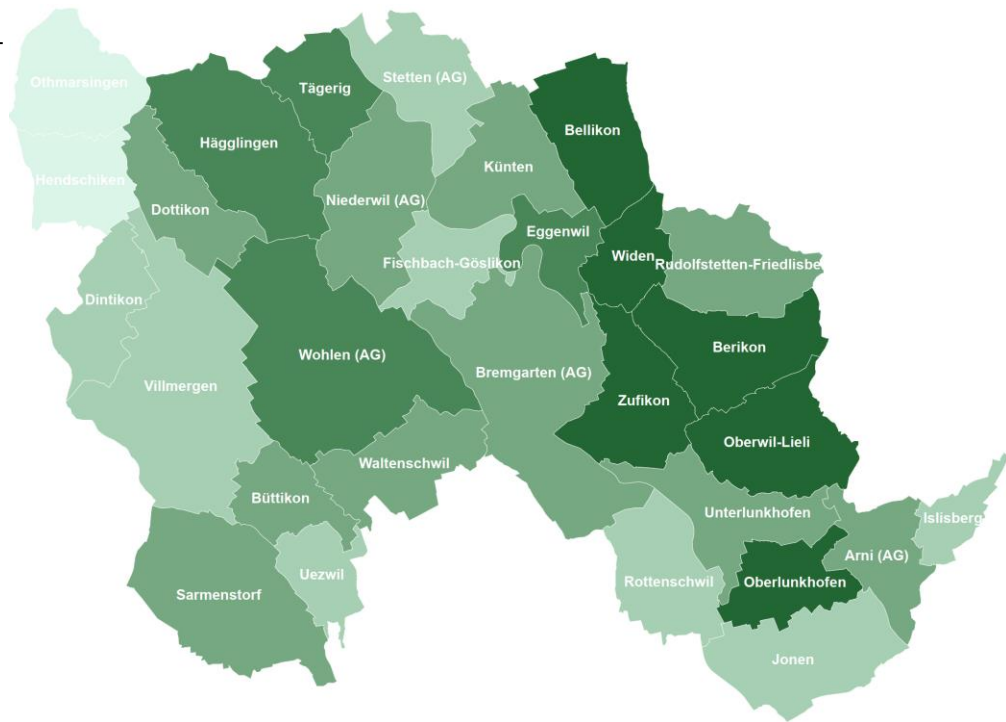 Othmarsingen
Stetten (AG)
Tägerig
Bellikon
Hägglingen
Künten
Hendschiken
Niederwil (AG)
Dottikon
Eggenwil
Widen
Fischbach-Göslikon
Rudolfstetten-Friedlisbe
Dintikon
Wohlen (AG)
Berikon
Bremgarten (AG)
Villmergen
Zufikon
Oberwil-Lieli
Waltenschwil
Büttikon
Unterlunkhofen
Islisberg
Arni (AG)
Uezwil
Rottenschwil
Oberlunkhofen
Sarmenstorf
Jonen